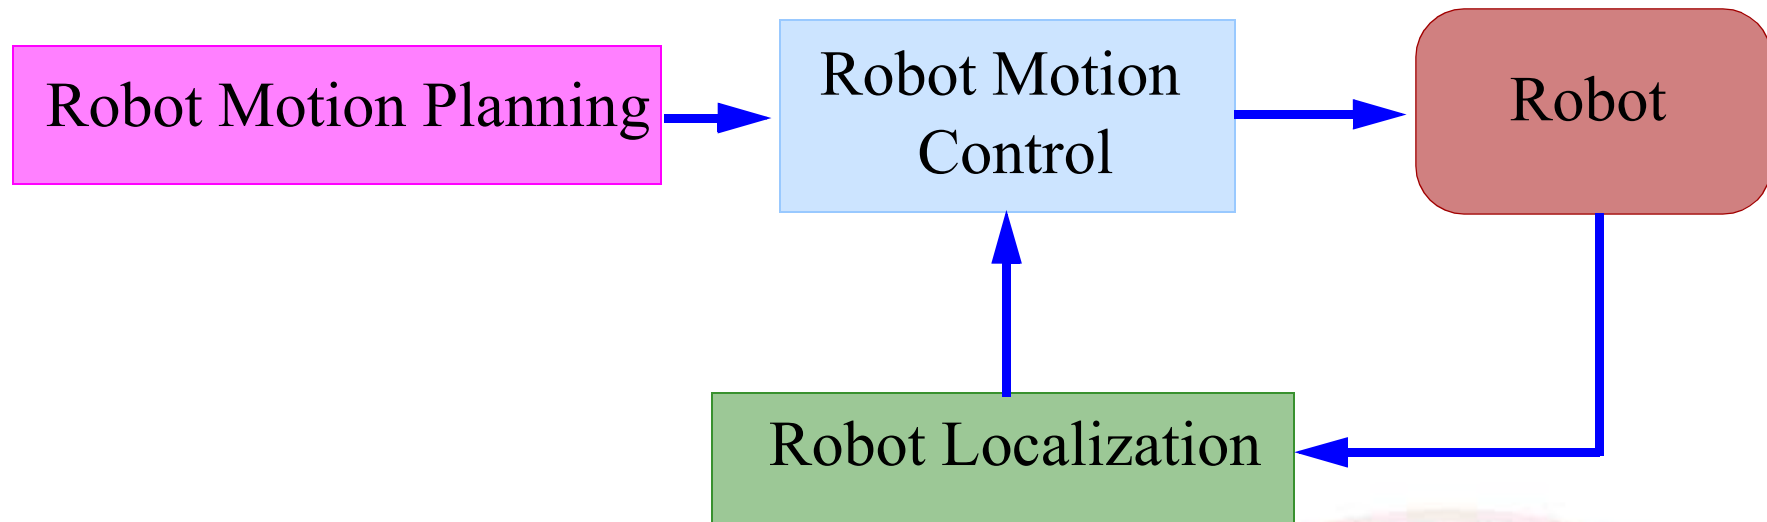 Robot Motion Planning
Robot Motion
Control
Robot
Robot Localization